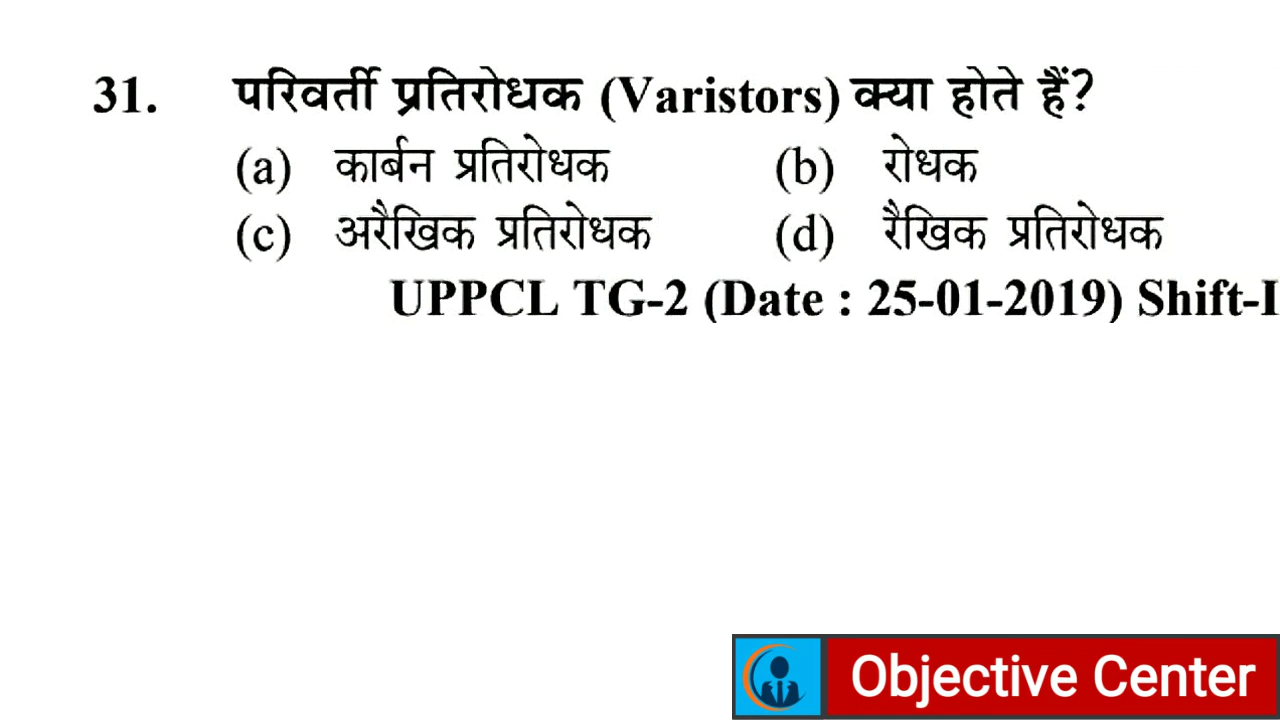 31. परिवर्ती प्रतिरोधक (Varistors) क्या होते हैं?
(a) कार्बन प्रतिरोधक (b) रोधक
(c) अरैखिक प्रतिरोधक (d) रैखिक प्रतिरोधक
UPPCL TG-2 (Date : 25-01-2019) Shift-I
Objective Center